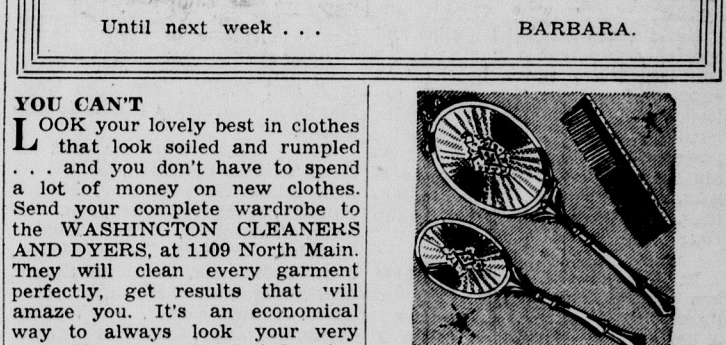 Until next week . . . BARBARA.
YOU CAN'T
LOOK your lovely best in clothes
that look soiled and rumpled
. . . and you don't have to spend
a lot of money on new clothes.
Send your complete wardrobe to
the WASHINGTON CLEANERS
AND DYERS, at 1109 North Main.
They will clean every garment
perfectly, get results that will
amaze you. It's an economical
way to always look your very